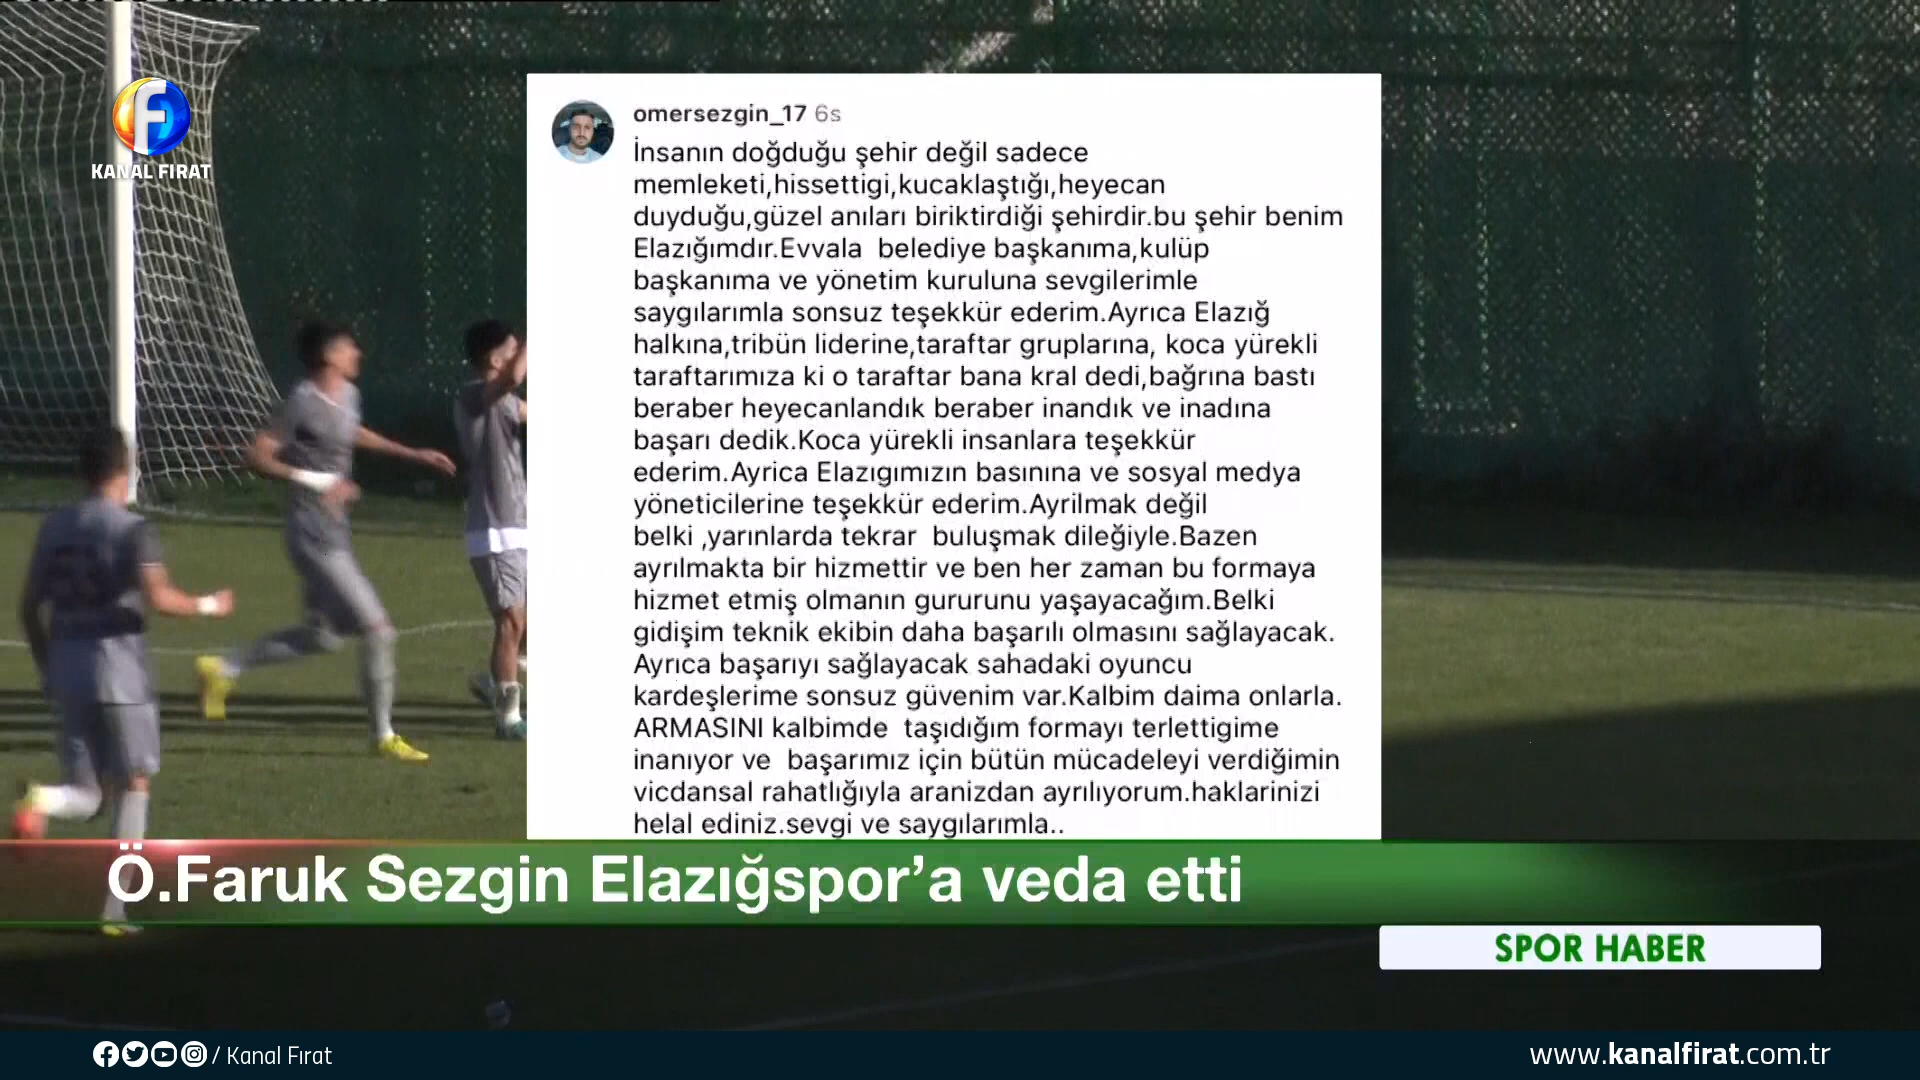 KANAL FIRAT
omersezgin_17 6s
İnsanın doğduğu şehir değil sadece
memleketi,hissettigi,kucaklaştığı,heyecan
duyduğu,güzel anıları biriktirdiği şehirdir.bu şehir benim
Elazığımdır.Evvala  belediye başkanıma,kulüp
başkanıma ve yönetim kuruluna sevgilerimle
saygılarımla sonsuz teşekkür ederim.Ayrıca Elazığ
halkına,tribün liderine,taraftar gruplarına, koca yürekli
taraftarımıza ki o taraftar bana kral dedi,bağrına bastı
beraber heyecanlandık beraber inandık ve inadına
başarı dedik.Koca yürekli insanlara teşekkür
ederim.Ayrica Elazıgımızın basınına ve sosyal medya
yöneticilerine teşekkür ederim.Ayrilmak değil
belki ,yarınlarda tekrar  buluşmak dileğiyle.Bazen
ayrılmakta bir hizmettir ve ben her zaman bu formaya
hizmet etmiş olmanın gururunu yaşayacağım.Belki
gidişim teknik ekibin daha başarılı olmasını sağlayacak.
Ayrıca başarıyı sağlayacak sahadaki oyuncu
kardeşlerime sonsuz güvenim var.Kalbim daima onlarla.
ARMASINI kalbimde  taşıdığım formayı terlettigime
inanıyor ve  başarımız için bütün mücadeleyi verdiğimin
vicdansal rahatlığıyla aranizdan ayrılıyorum.haklarinizi
helal ediniz.sevgi ve saygılarımla..
Ö.Faruk Sezgin Elazığspor’a veda etti
SPOR HABER
/ Kanal Fırat
www.kanalfirat.com.tr